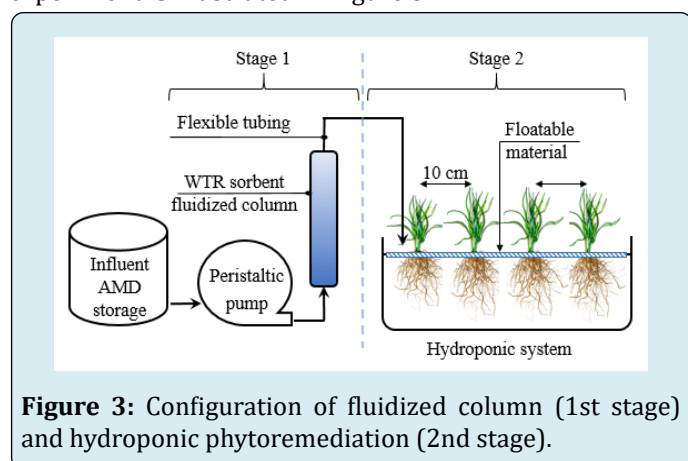 Stage 1
Stage 2
Flexible tubing
Floatable
material
WTR sorbent
fluidized column
10 cm
Influent
AMD
storage
Peristaltic
pump
Hydroponic system
Figure 3: Configuration of fluidized column (1st stage)
and hydroponic phytoremediation (2nd stage).